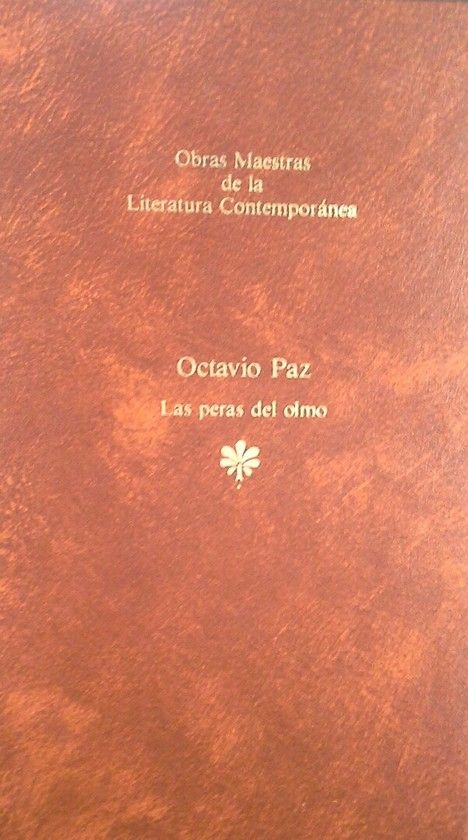 Obras Maestras
de la
Literatura Contemporánea
Octavio Paz
Las peras del olmo